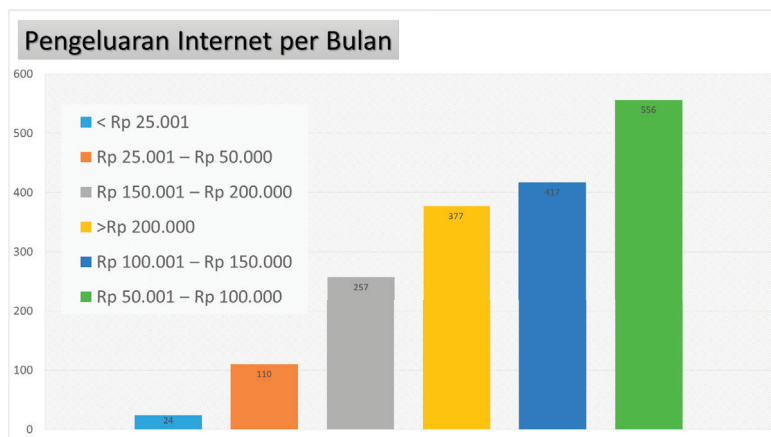 Pengeluaran Internet per Bulan
600
500
400
300
200
100
0
< Rp 25.001
Rp 25.001 – Rp 50.000
Rp 150.001 – Rp 200.000
>Rp 200.000
Rp 100.001 – Rp 150.000
Rp 50.001 – Rp 100.000
24
110
257
377
417
556